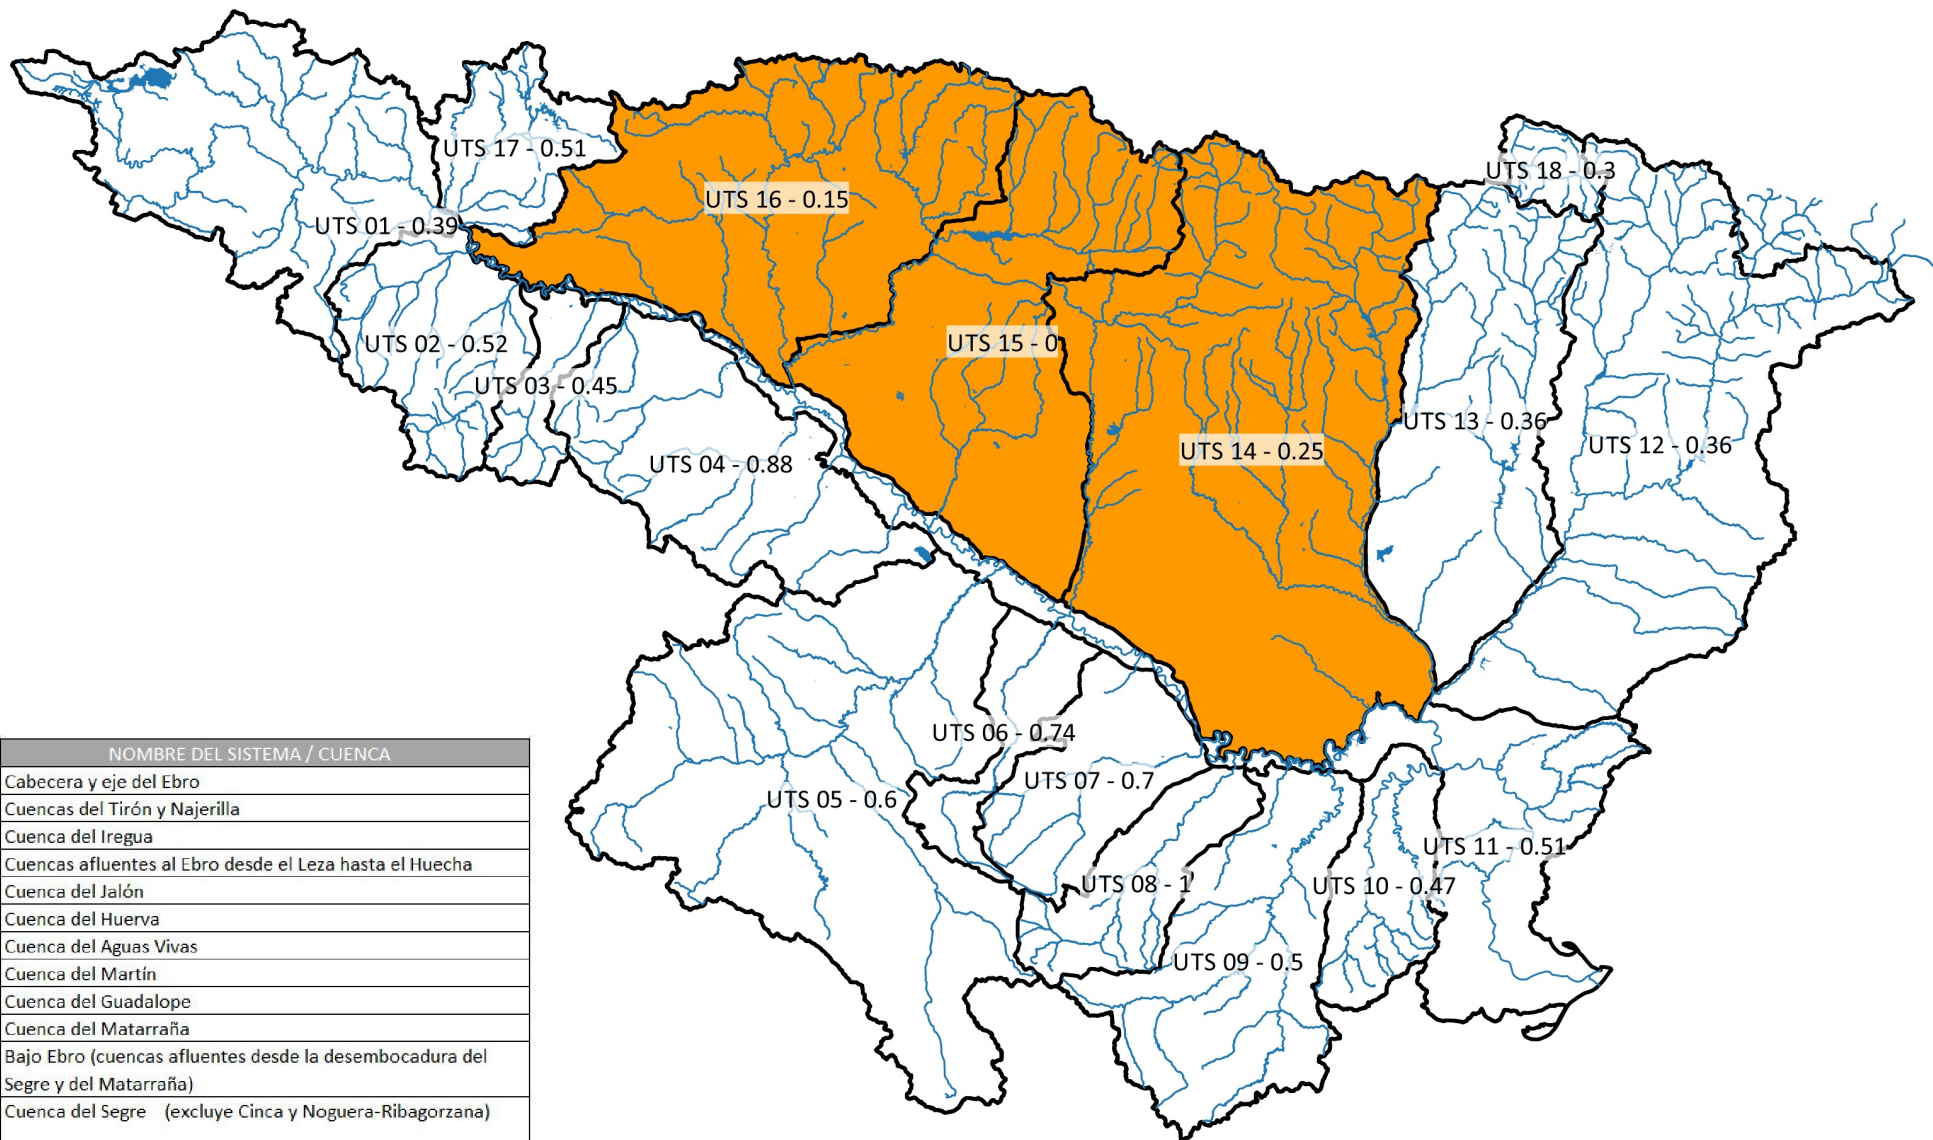 UTS 17 - 0.51
UTS 18 - 0.3
UTS 16 - 0.15
UTS 01 - 0.39
UTS 02 - 0.52
UTS 15 - 0
UTS 03 - 0.45
UTS 13 - 0.36
UTS 12 - 0.36
UTS 14 - 0.25
UTS 04 - 0.88
UTS 06 - 0.74
UTS 07 - 0.7
UTS 05 - 0.6
UTS 11 - 0.51
UTS 08 - 1
UTS 10 - 0.47
UTS 09 - 0.5
NOMBRE DEL SISTEMA / CUENCA
Cabecera y eje del Ebro
Cuencas del Tirón y Najerilla
Cuenca del Iregua
Cuencas afluentes al Ebro desde el Leza hasta el Huecha
Cuenca del Jalón
Cuenca del Huerva
Cuenca del Aguas Vivas
Cuenca del Martín
Cuenca del Guadalope
Cuenca del Matarraña
Bajo Ebro (cuencas afluentes desde la desembocadura del
Segre y del Matarraña)
Cuenca del Segre (excluye Cinca y Noguera-Ribagorzana)